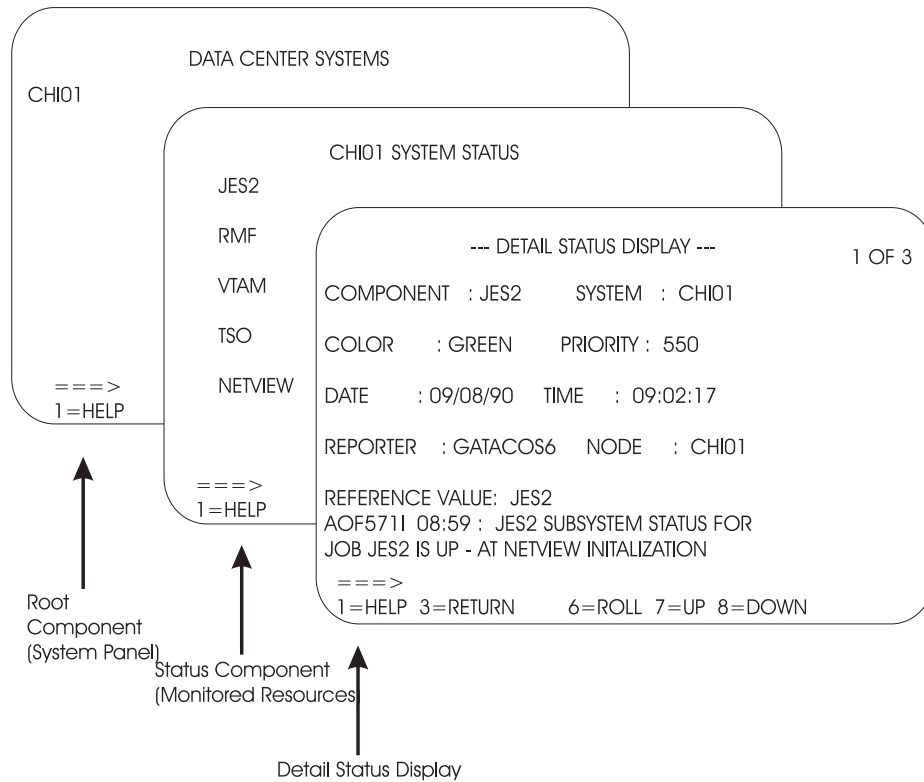 DATA CENTER SYSTEMS
CHI01
===>
1=HELP
CHI01 SYSTEM STATUS
JES2
RMF
VTAM
TSO
NETVIEW
===>
1=HELP
--- DETAIL STATUS DISPLAY ---
1 OF 3
COMPONENT : JES2 SYSTEM : CHI01
COLOR : GREEN PRIORITY : 550
DATE : 09/08/90 TIME : 09:02:17
REPORTER : GATACOS6 NODE : CHI01
REFERENCE VALUE: JES2
AOF571I 08:59 : JES2 SUBSYSTEM STATUS FOR
JOB JES2 IS UP - AT NETVIEW INITALIZATION
===>
1=HELP 3=RETURN 6=ROLL 7=UP 8=DOWN
Root
Component
(System Panel)
Status Component
(Monitored Resources)
Detail Status Display